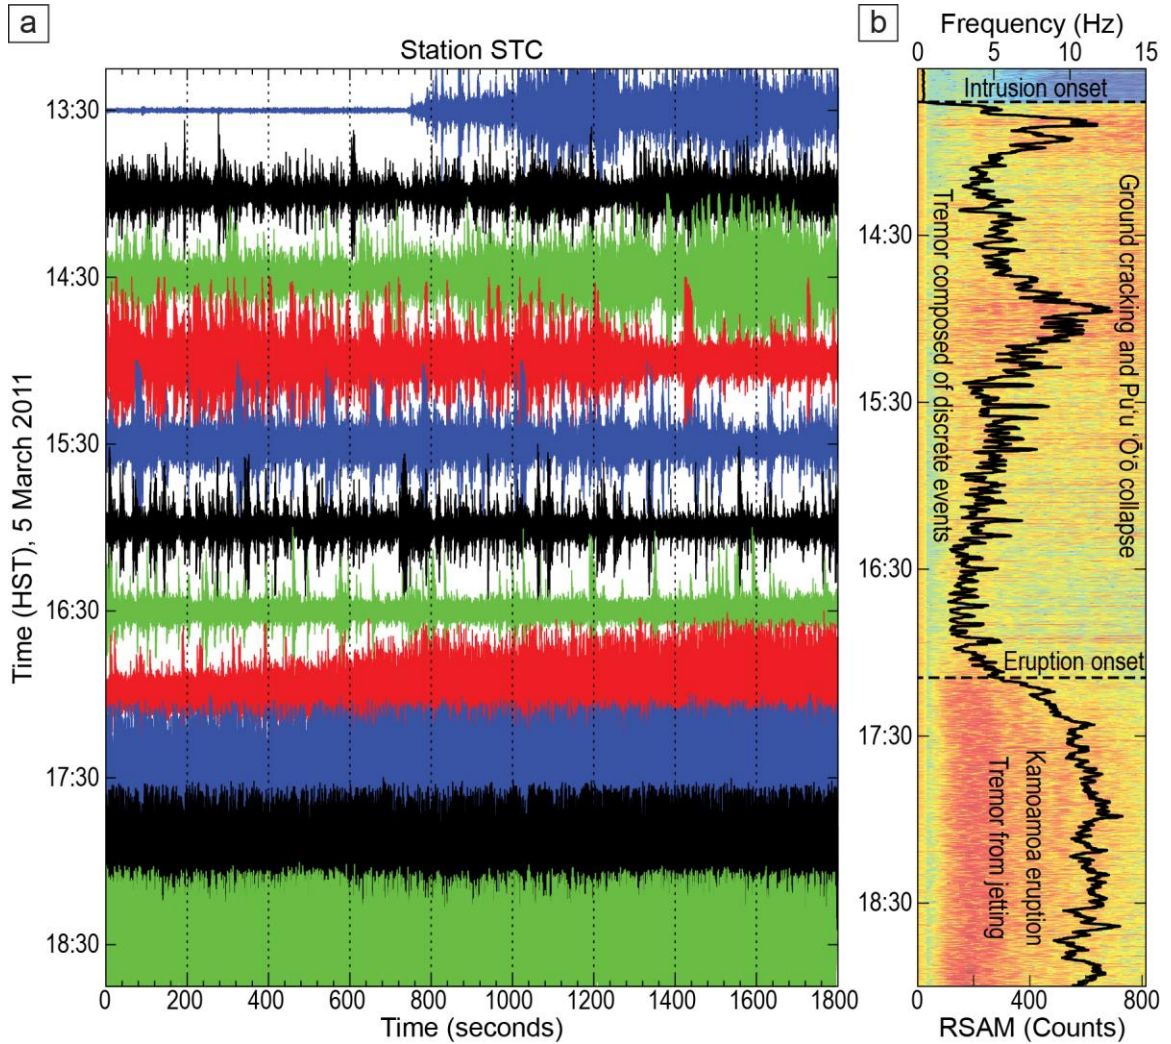 a
Station STC
Time (HST), 5 March 2011
13:30
14:30
15:30
16:30
17:30
18:30
0 200 400 600 800 1000 1200 1400 1600 1800
Time (seconds)
b
Frequency (Hz)
0 5 10 15
Intrusion onset
14:30
15:30
16:30
17:30
18:30
Tremor composed of discrete events
Ground cracking and Pu‘u ‘Ō‘ō collapse
Eruption onset
Kamoamoa eruption
Tremor from jetting
0 400 800
RSAM (Counts)